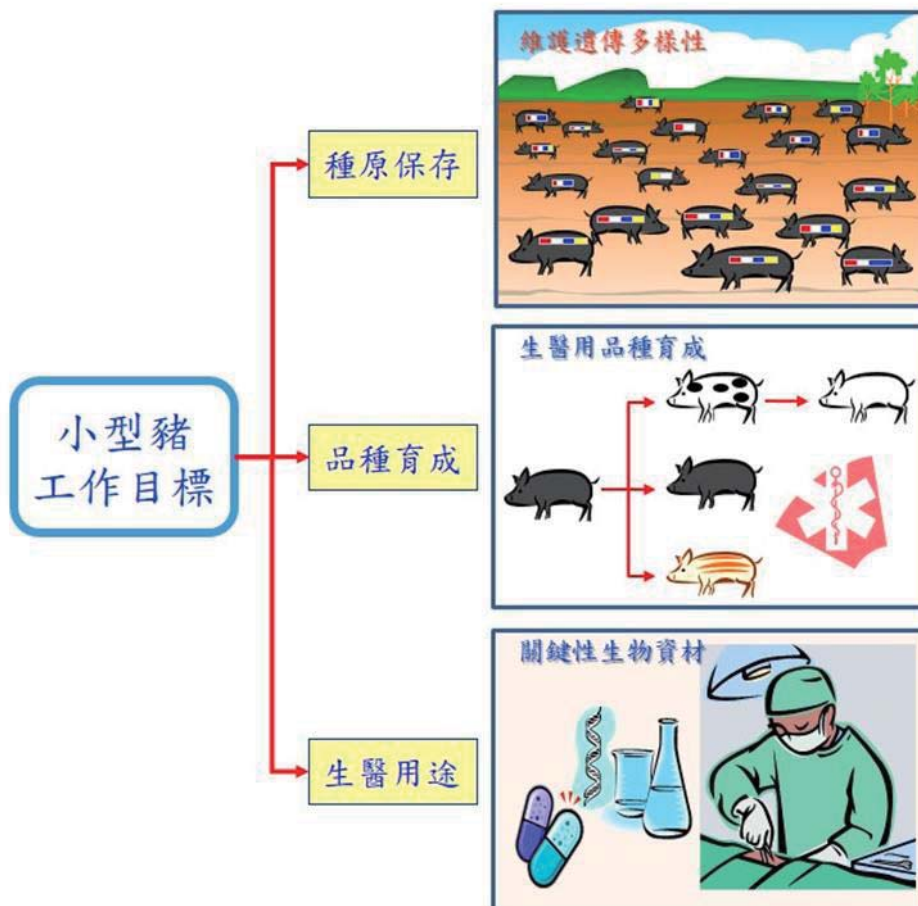 維護遺傳多樣性
種原保存
生醫用品種育成
小型豬
工作目標
品種育成
關鍵性生物資材
生醫用途